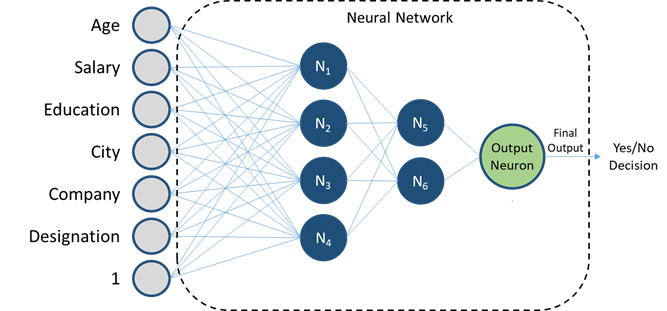 Neural Network
Age
Salary
Education
City
Company
Designation
1
N1
N2
N3
N4
N5
N6
Output
Neuron
Final
Output
Yes/No
Decision